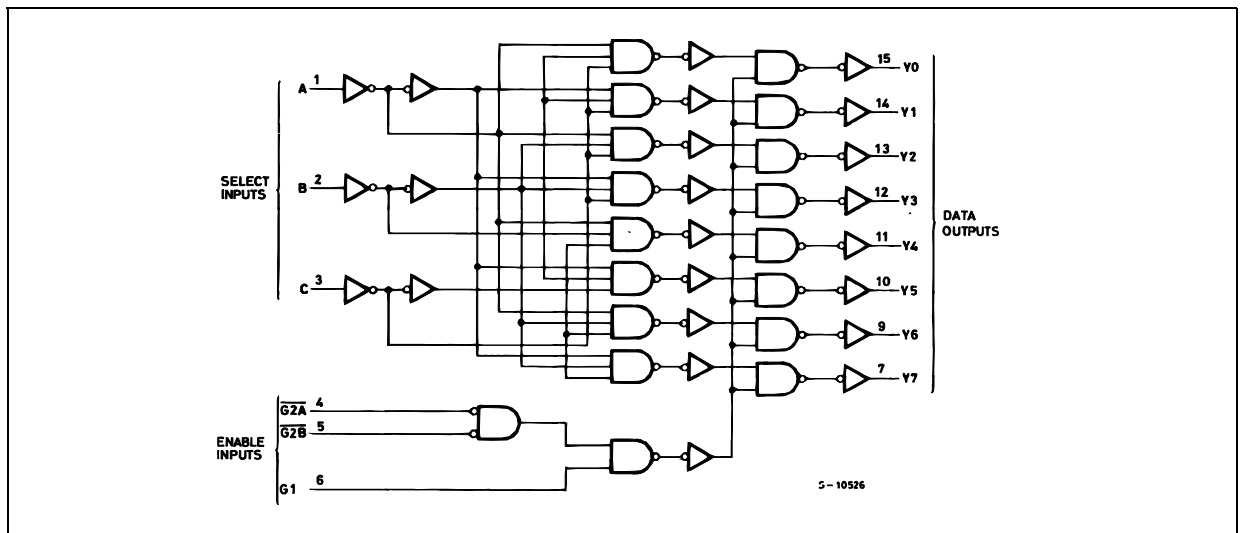 SELECT
INPUTS
A 1
B 2
C 3
ENABLE
INPUTS
G2A 4
G2B 5
G1 6
15 Y0
14 Y1
13 Y2
12 Y3
11 Y4
10 Y5
9 Y6
7 Y7
DATA
OUTPUTS
S-10526